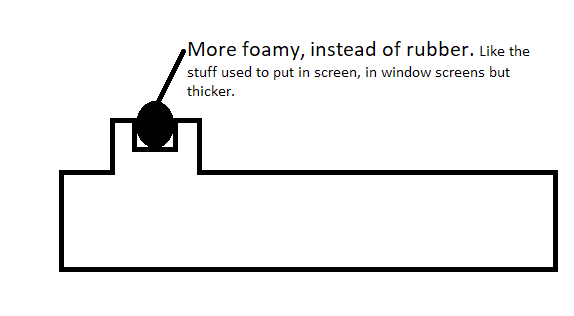 More foamy, instead of rubber. Like the
stuff used to put in screen, in window screens but
thicker.